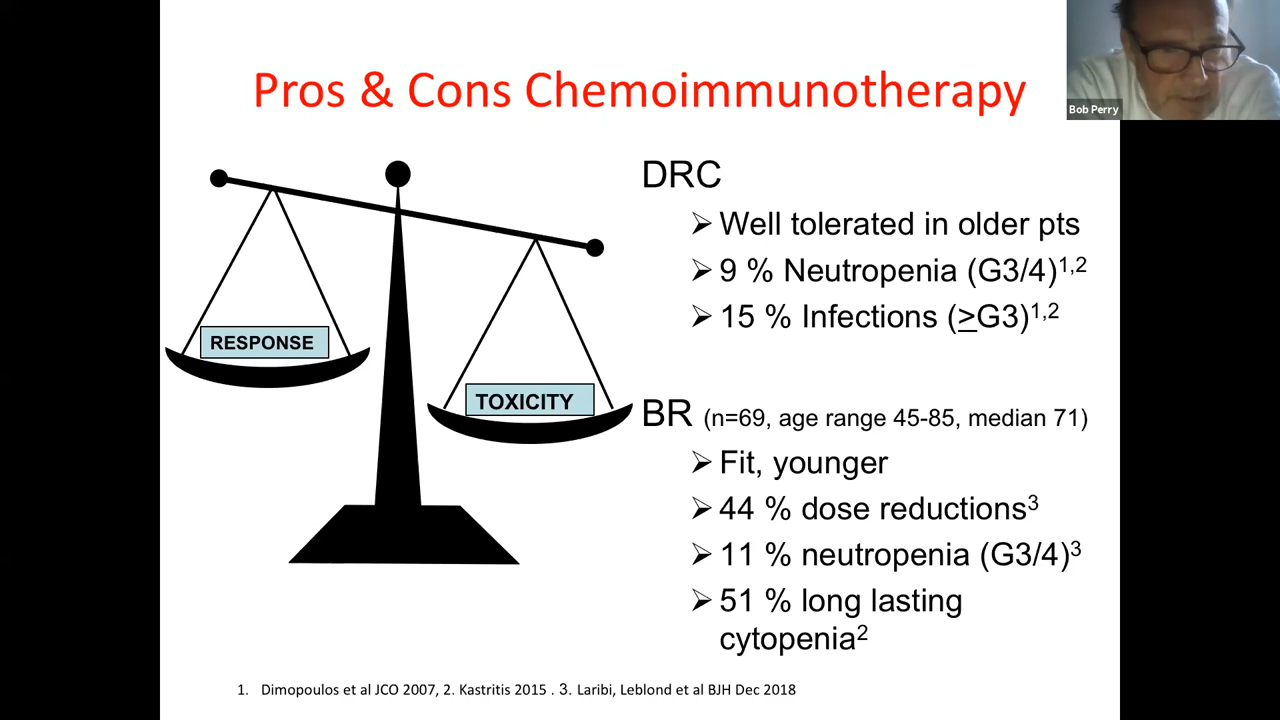 Pros & Cons Chemoimmunotherapy
Bob Perry
RESPONSE
TOXICITY
DRC
➢ Well tolerated in older pts
➢ 9 % Neutropenia (G3/4)1,2
➢ 15 % Infections (>G3)1,2
BR (n=69, age range 45-85, median 71)
➢ Fit, younger
➢ 44 % dose reductions3
➢ 11 % neutropenia (G3/4)3
➢ 51 % long lasting
cytopenia2
1. Dimopoulos et al JCO 2007, 2. Kastritis 2015 . 3. Laribi, Leblond et al BJH Dec 2018